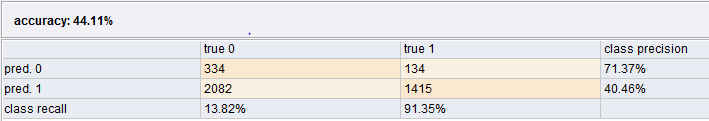 accuracy: 44.11%
true 0 true 1 class precision
pred. 0 334 134 71.37%
pred. 1 2082 1415 40.46%
class recall 13.82% 91.35%